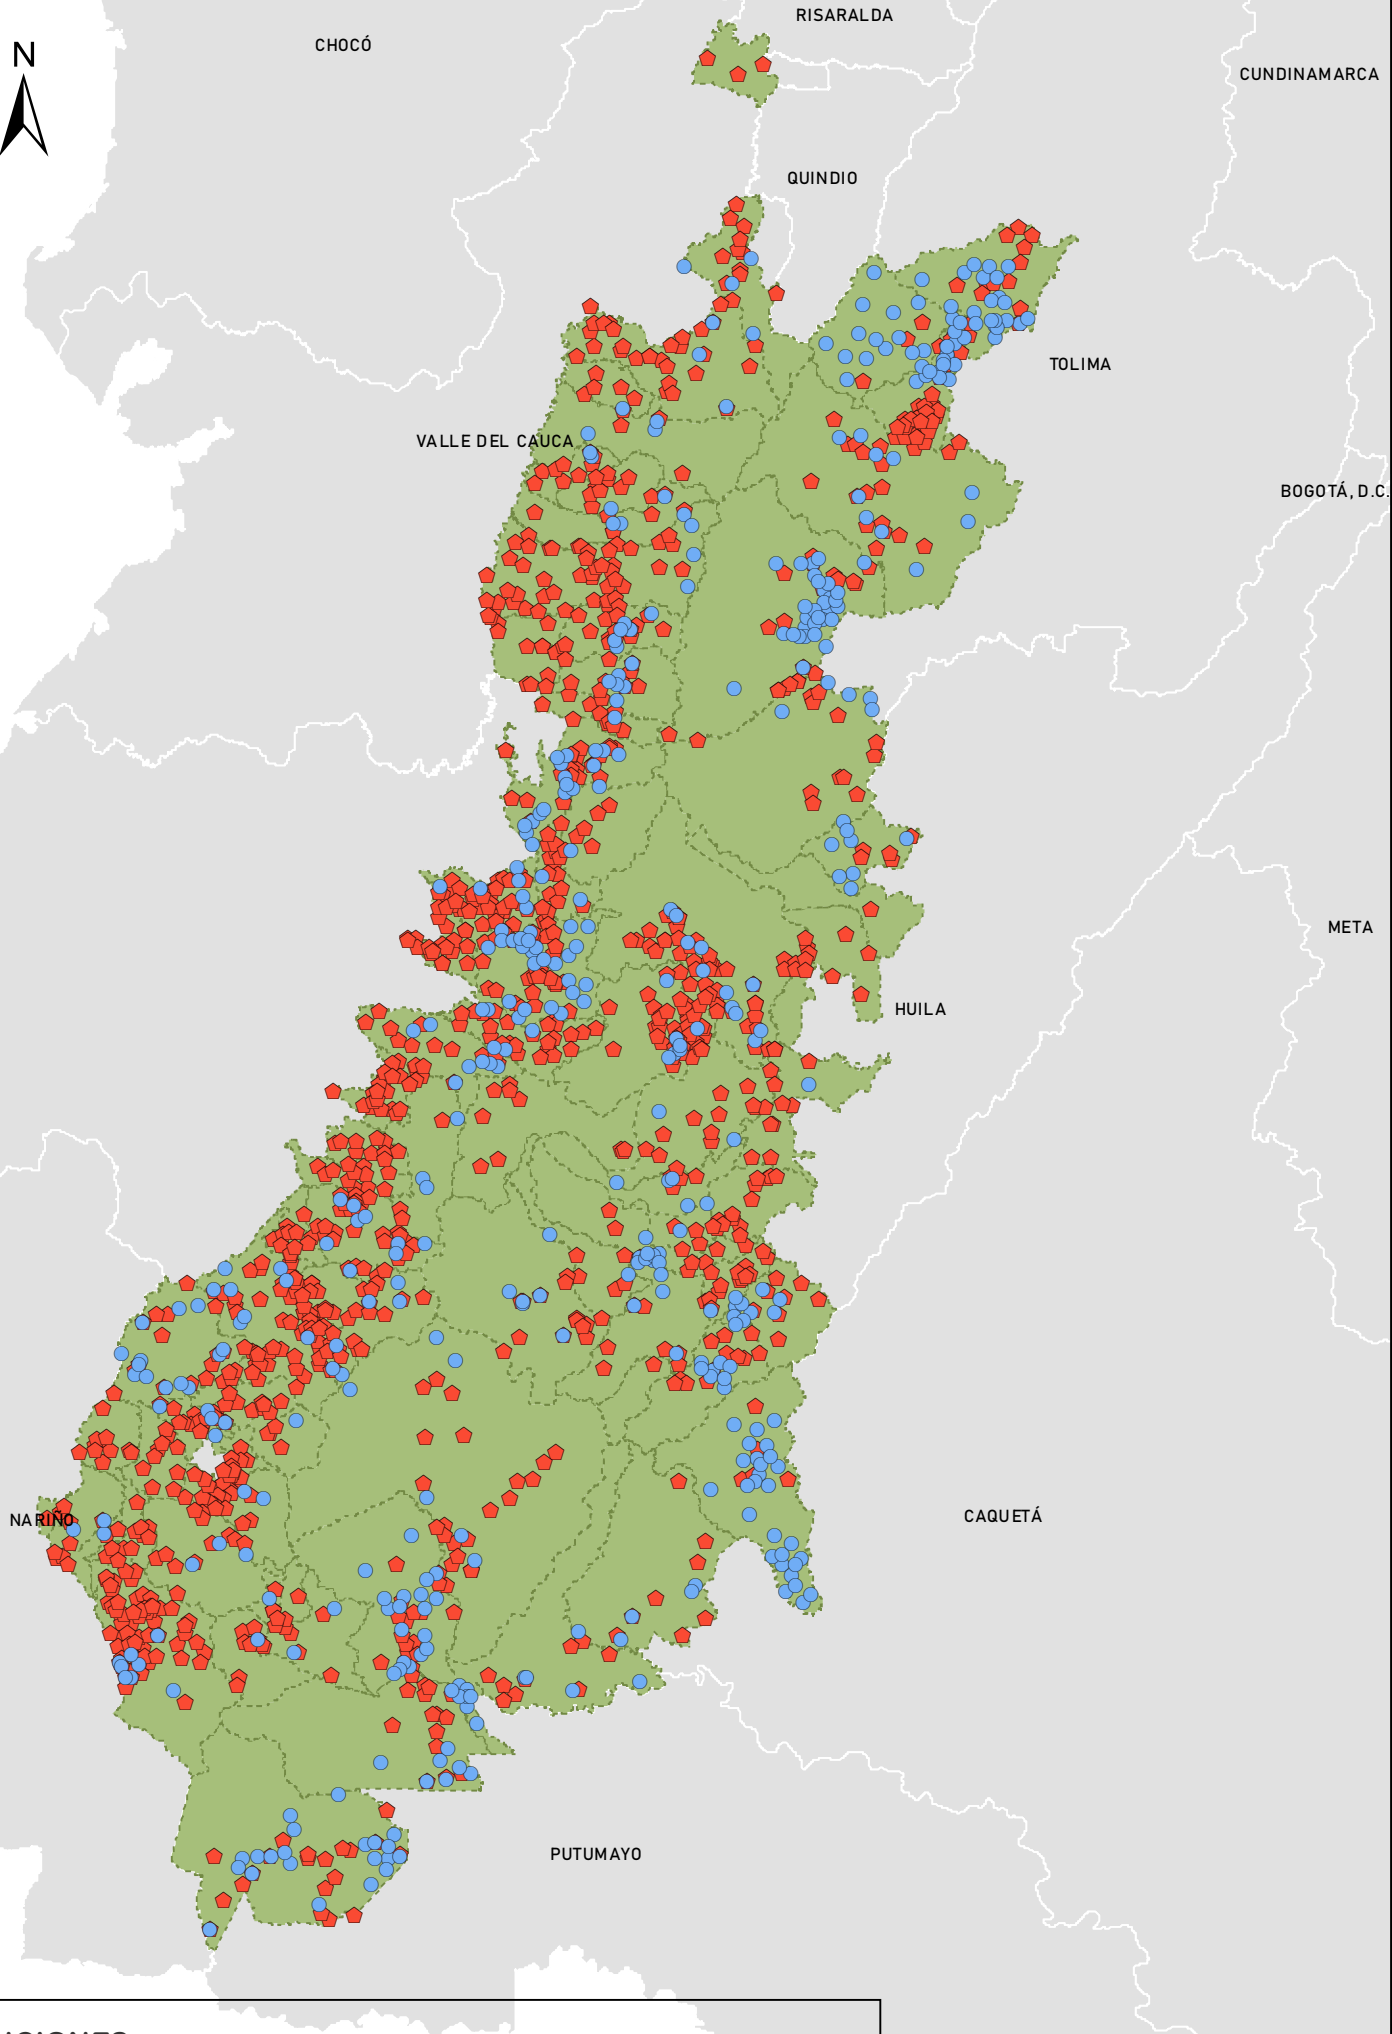 RISARALDA
CHOCÓ
N
CUNDINAMARCA
QUINDIO
TOLIMA
VALLE DEL CAUCA
BOGOTÁ, D.C.
META
HUILA
NARIÑO
CAQUETÁ
PUTUMAYO